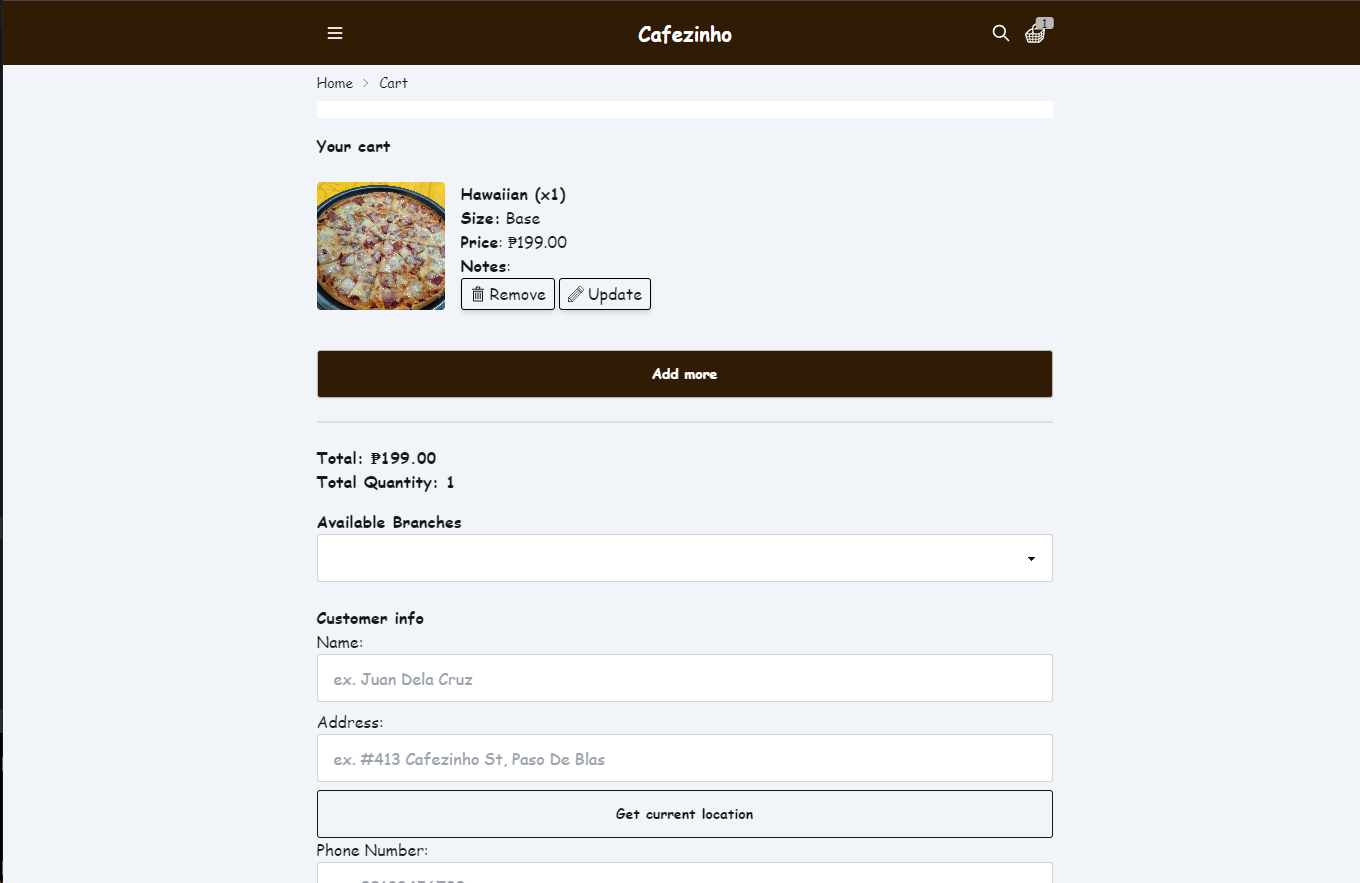 Cafezinho
1
Home > Cart
Your cart
Hawaiian (x1)
Size: Base
Price: ₱199.00
Notes:
Remove
Update
Add more
Total: ₱199.00
Total Quantity: 1
Available Branches
Customer info
Name:
ex. Juan Dela Cruz
Address:
ex. #413 Cafezinho St, Paso De Blas
Get current location
Phone Number: